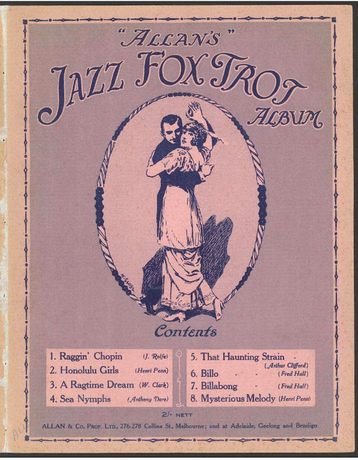 "ALLAN'S"
JAZZ FOX TROT
ALBUM
Contents
1. Raggin' Chopin (J. Rolfe)
2. Honolulu Girls (Henri Penn)
3. A Ragtime Dream (W. Clark)
4. Sea Nymphs (Anthony Dare)
5. That Haunting Strain
(Arthur Clifford)
6. Billo (Fred Hall)
7. Billabong (Fred Hall)
8. Mysterious Melody (Henri Penn)
2/- NETT
ALLAN & Co. PROP. LTD., 276-278 Collins St., Melbourne; and at Adelaide, Geelong and Bendigo.